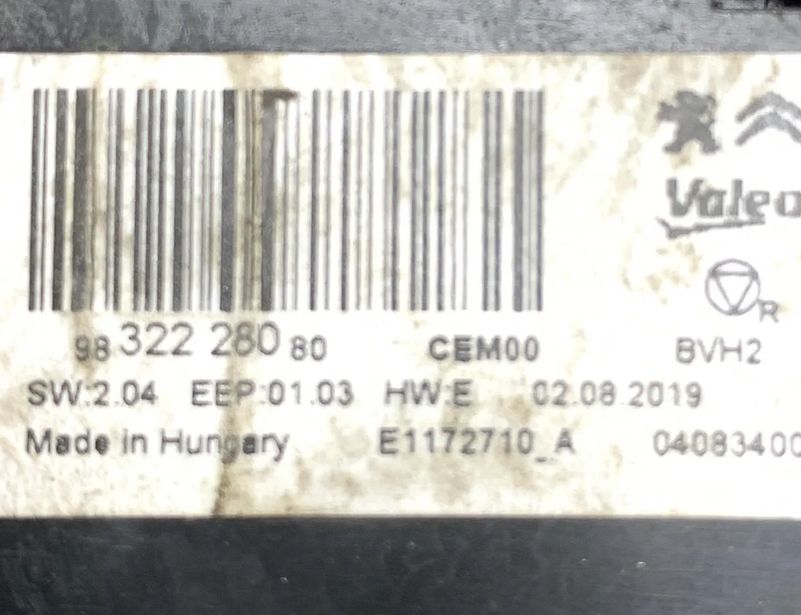 Valeo
R
98 322 280 80 CEM00 BVH2
SW:2.04 EEP:01.03 HW:E 02.08.2019
Made in Hungary E1172710_A 04083400